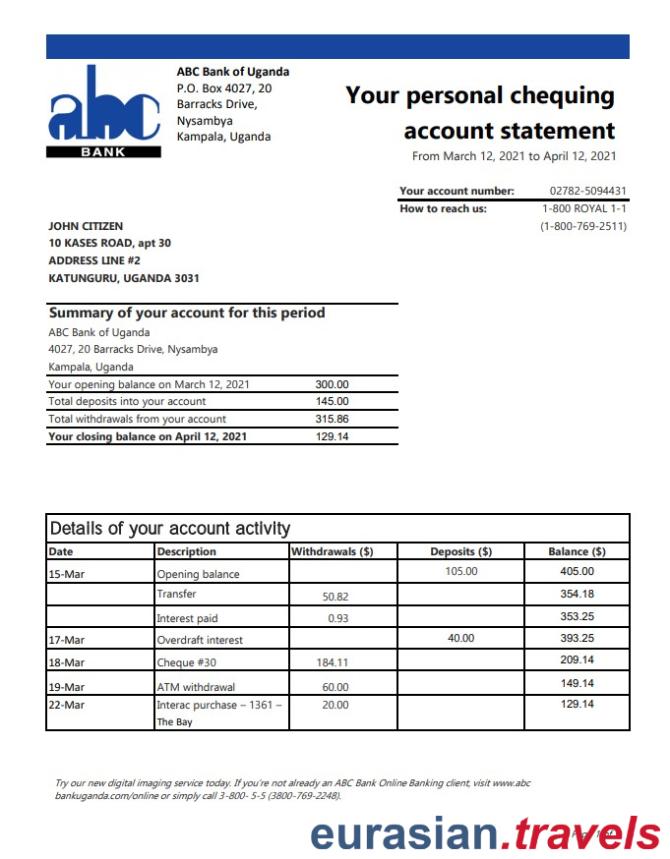 abc
BANK
ABC Bank of Uganda
P.O. Box 4027, 20
Barracks Drive,
Nysambya
Kampala, Uganda
Your personal chequing
account statement
From March 12, 2021 to April 12, 2021
Your account number: 02782-5094431
How to reach us: 1-800 ROYAL 1-1
(1-800-769-2511)
JOHN CITIZEN
10 KASES ROAD, apt 30
ADDRESS LINE #2
KATUNGURU, UGANDA 3031
Summary of your account for this period
ABC Bank of Uganda
4027, 20 Barracks Drive, Nysambya
Kampala, Uganda
Your opening balance on March 12, 2021 300.00
Total deposits into your account 145.00
Total withdrawals from your account 315.86
Your closing balance on April 12, 2021 129.14
Details of your account activity
Date Description Withdrawals ($) Deposits ($) Balance ($)
15-Mar Opening balance 105.00 405.00
Transfer 50.82 354.18
Interest paid 0.93 353.25
17-Mar Overdraft interest 40.00 393.25
18-Mar Cheque #30 184.11 209.14
19-Mar ATM withdrawal 60.00 149.14
22-Mar Interac purchase – 1361 – 20.00 129.14
The Bay
Try our new digital imaging service today. If you're not already an ABC Bank Online Banking client, visit www.abc
bankuganda.com/online or simply call 3-800- 5-5 (3800-769-2248).
eurasian.travels